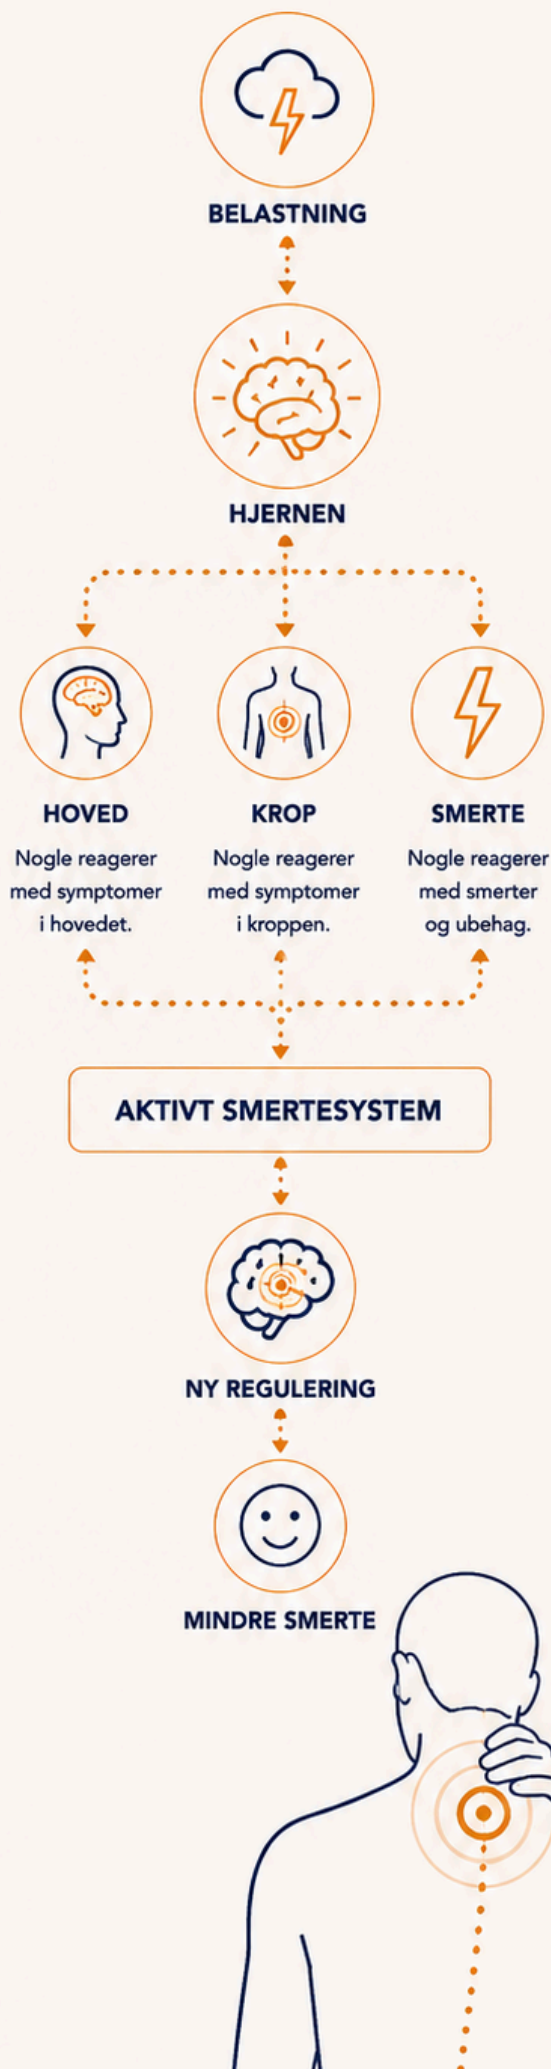 BELASTNING
HJERNEN
HOVED
Nogle reagerer
med symptomer
i hovedet.
KROP
Nogle reagerer
med symptomer
i kroppen.
SMERTE
Nogle reagerer
med smerter
og ubehag.
AKTIVT SMERTESYSTEM
NY REGULERING
MINDRE SMERTE